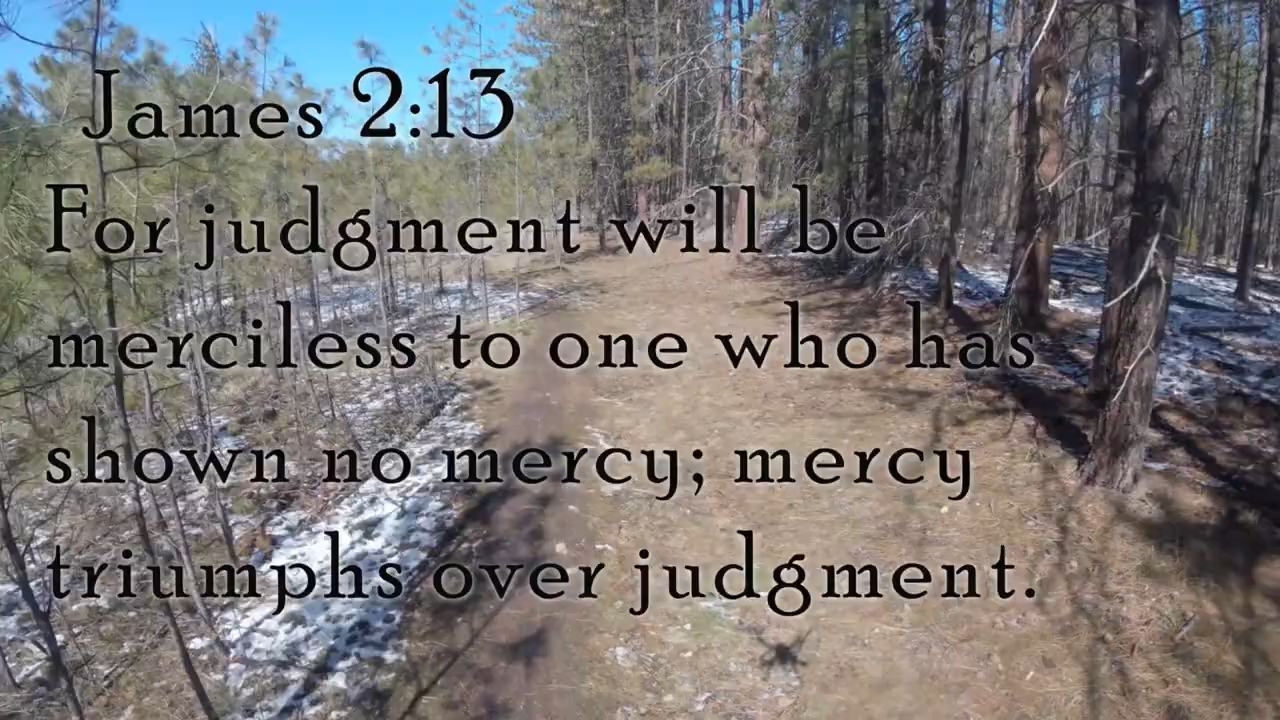 James 2:13
For judgment will be
merciless to one who has
shown no mercy; mercy
triumphs over judgment.